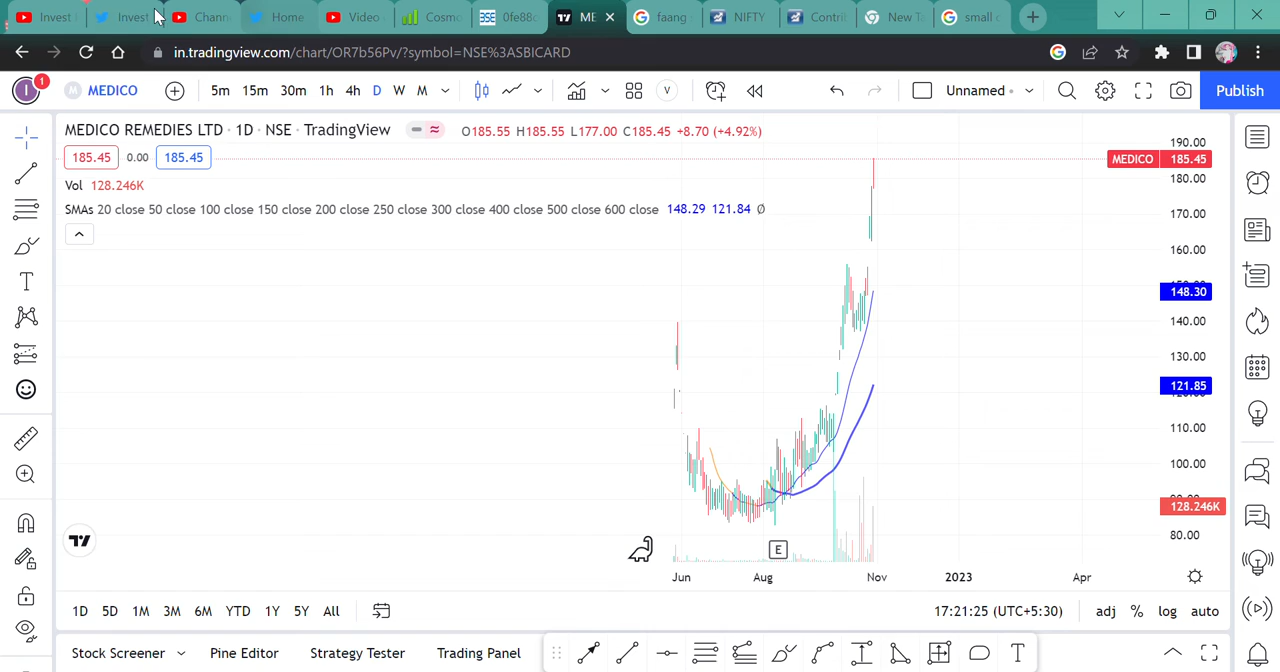 Invest
Invest
Chann
Home
Video
Cosmo
BSE 0fe88c
ME
faang
NIFTY
Contri
New T
small c
in.tradingview.com/chart/OR7b56Pv/?symbol=NSE%3ASBICARD
I 1 M MEDICO 5m 15m 30m 1h 4h D W M V Unnamed Publish
MEDICO REMEDIES LTD · 1D · NSE · TradingView O185.55 H185.55 L177.00 C185.45 +8.70 (+4.92%)
185.45 0.00 185.45
Vol 128.246K
SMAs 20 close 50 close 100 close 150 close 200 close 250 close 300 close 400 close 500 close 600 close 148.29 121.84 Ø
190.00
MEDICO 185.45
180.00
170.00
160.00
148.30
140.00
130.00
121.85
110.00
100.00
128.246K
80.00
E
Jun Aug Nov 2023 Apr
1D 5D 1M 3M 6M YTD 1Y 5Y All 17:21:25 (UTC+5:30) adj % log auto
Stock Screener Pine Editor Strategy Tester Trading Panel